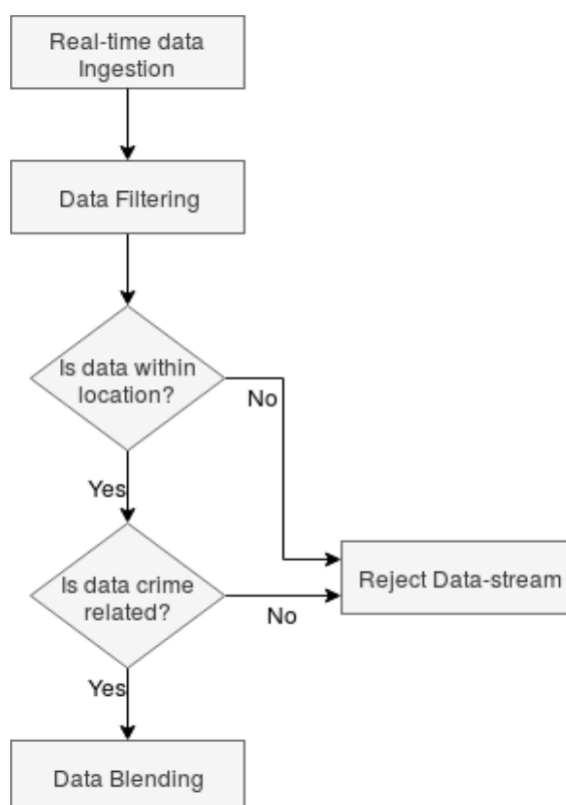 Real-time data
Ingestion
Data Filtering
Is data within
location?
No
Yes
Is data crime
related?
No
Reject Data-stream
Yes
Data Blending